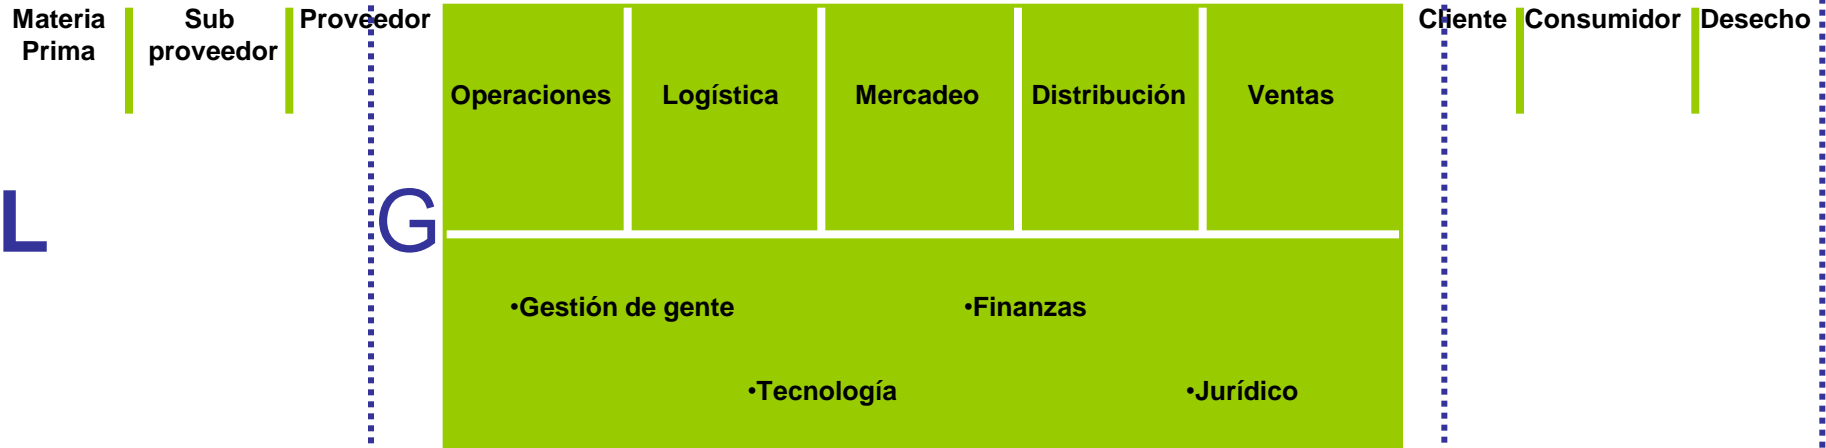 Materia
Prima
Sub
proveedor
Proveedor
Cliente
Consumidor
Desecho
Operaciones
Logística
Mercadeo
Distribución
Ventas
L
G
•Gestión de gente
•Finanzas
•Tecnología
•Jurídico